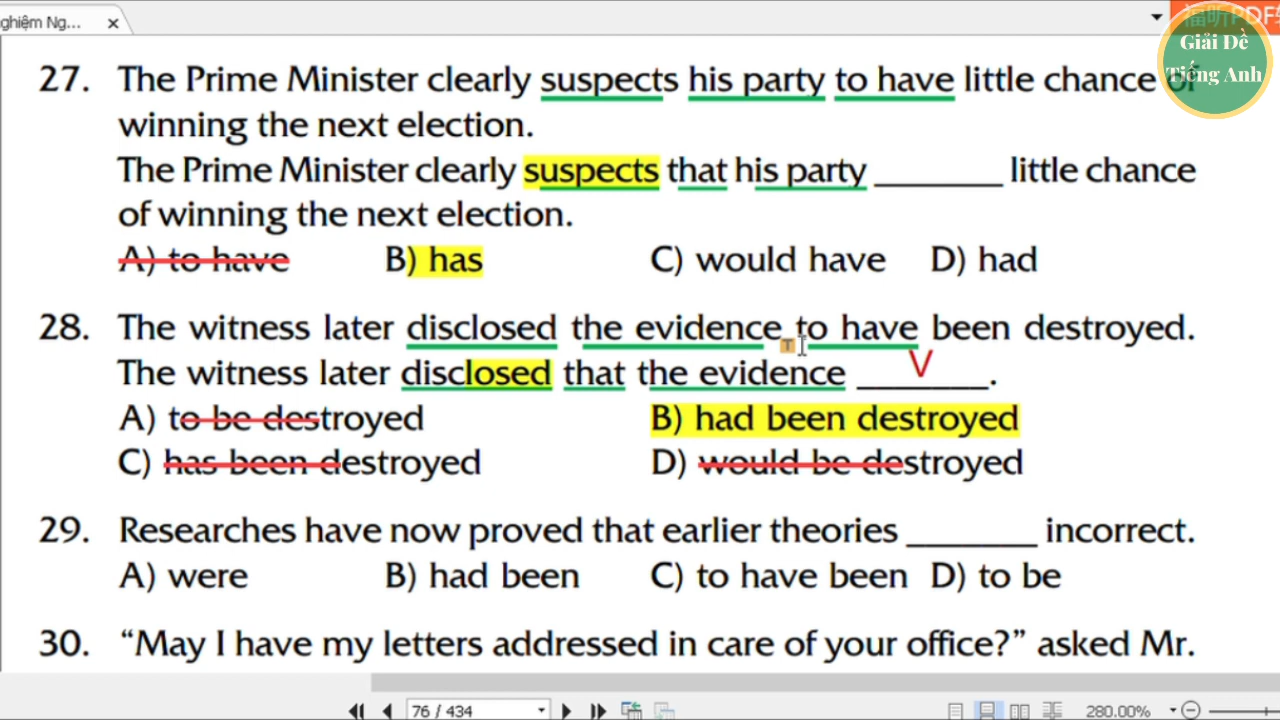 ghiệm Ng...
Giải Đề
Tiếng Anh
27. The Prime Minister clearly suspects his party to have little chance of
winning the next election.
The Prime Minister clearly suspects that his party _______ little chance
of winning the next election.
A) to have B) has C) would have D) had
28. The witness later disclosed the evidence to have been destroyed.
The witness later disclosed that the evidence _______.
V
A) to be destroyed B) had been destroyed
C) has been destroyed D) would be destroyed
29. Researches have now proved that earlier theories _______ incorrect.
A) were B) had been C) to have been D) to be
30. “May I have my letters addressed in care of your office?” asked Mr.
76 / 434 280.00%